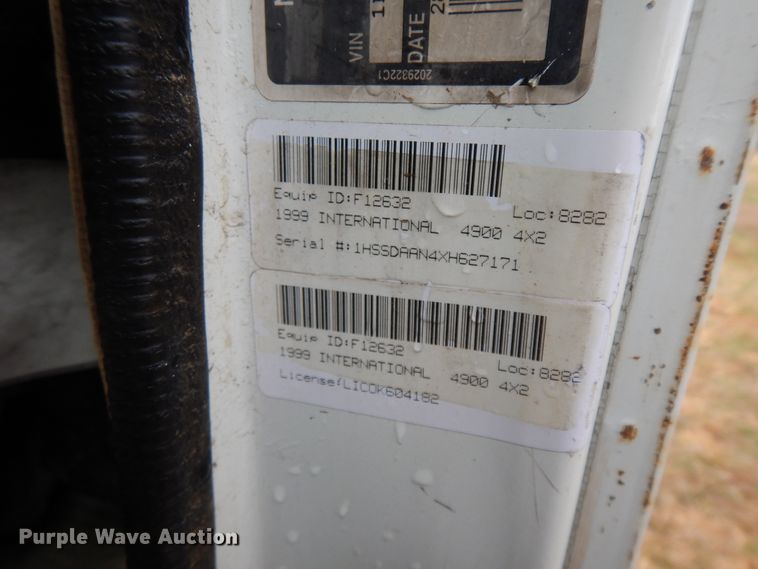 VIN
DATE
2029322C1
Equip ID:F12632 Loc:8282
1999 INTERNATIONAL 4900 4X2
Serial #:1HSSDAAN4XH627171
Equip ID:F12632 Loc:8282
1999 INTERNATIONAL 4900 4X2
License:LICOK604182
Purple Wave Auction®